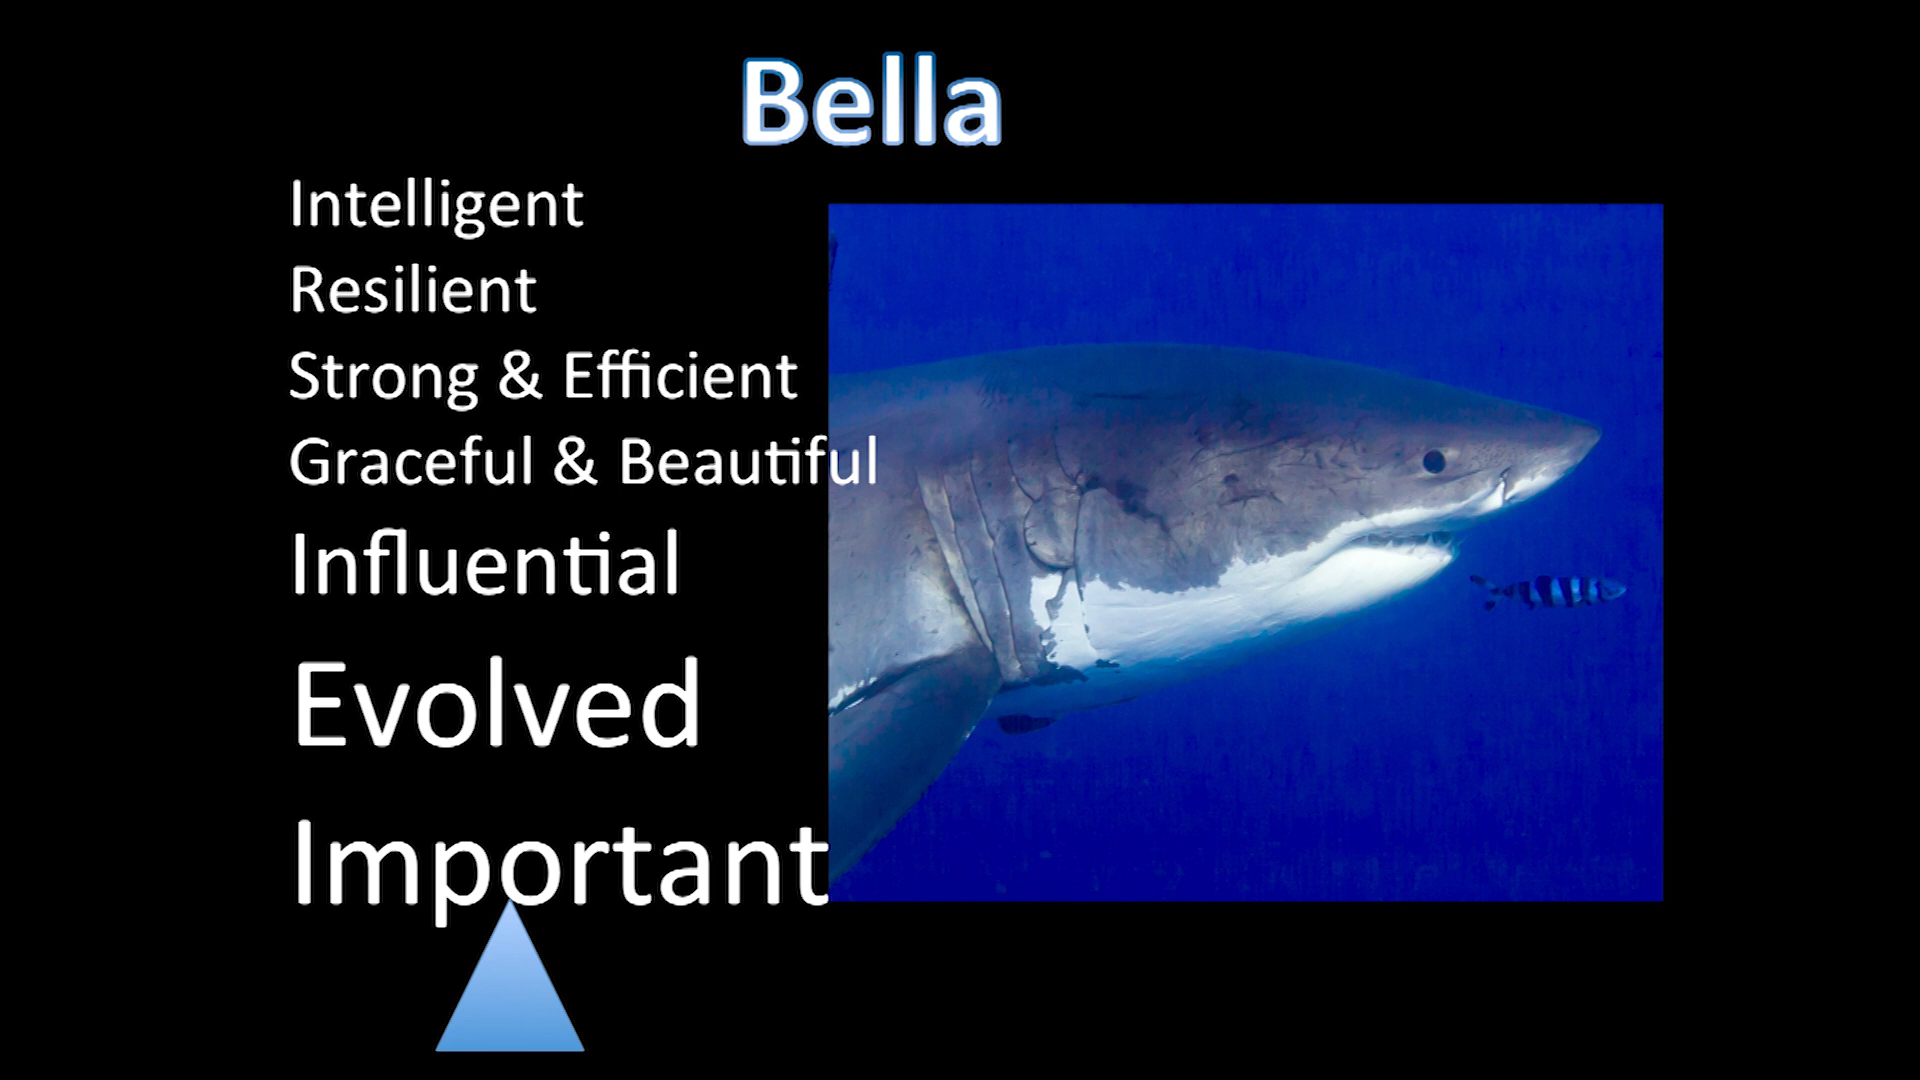 Bella
Intelligent
Resilient
Strong & Efficient
Graceful & Beautiful
Influential
Evolved
Important